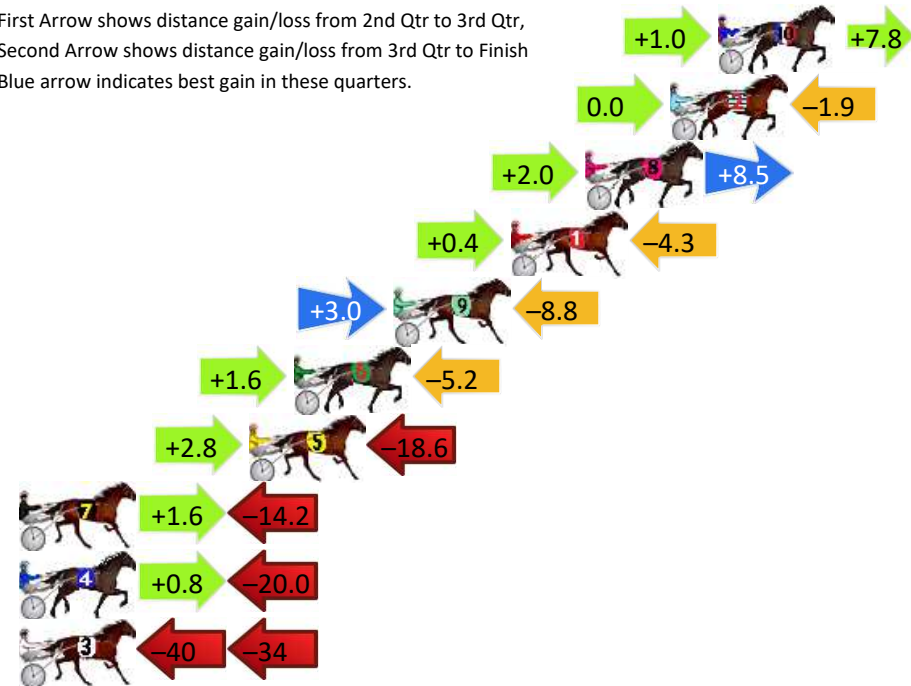 First Arrow shows distance gain/loss from 2nd Qtr to 3rd Qtr,
Second Arrow shows distance gain/loss from 3rd Qtr to Finish
Blue arrow indicates best gain in these quarters.
+1.0 10 +7.8
0.0 2 –1.9
+2.0 8 +8.5
+0.4 1 –4.3
+3.0 9 –8.8
+1.6 6 –5.2
+2.8 5 –18.6
7 +1.6 –14.2
4 +0.8 –20.0
3 –40 –34